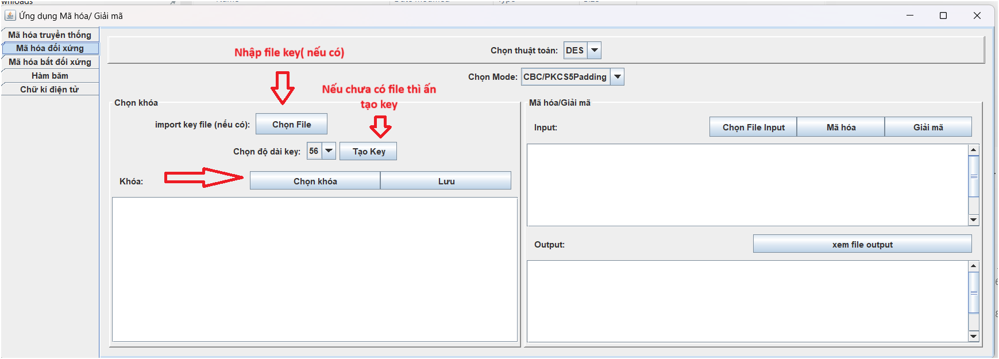 Ứng dụng Mã hóa/ Giải mã
Mã hóa truyền thống
Mã hóa đối xứng
Mã hóa bất đối xứng
Hàm băm
Chữ kí điện tử
Nhập file key( nếu có)
Chọn thuật toán: DES
Chọn Mode: CBC/PKCS5Padding
Nếu chưa có file thì ấn
tạo key
Chọn khóa
import key file (nếu có): Chọn File
Chọn độ dài key: 56 Tạo Key
Khóa: Chọn khóa Lưu
Mã hóa/Giải mã
Input: Chọn File Input Mã hóa Giải mã
Output: xem file output